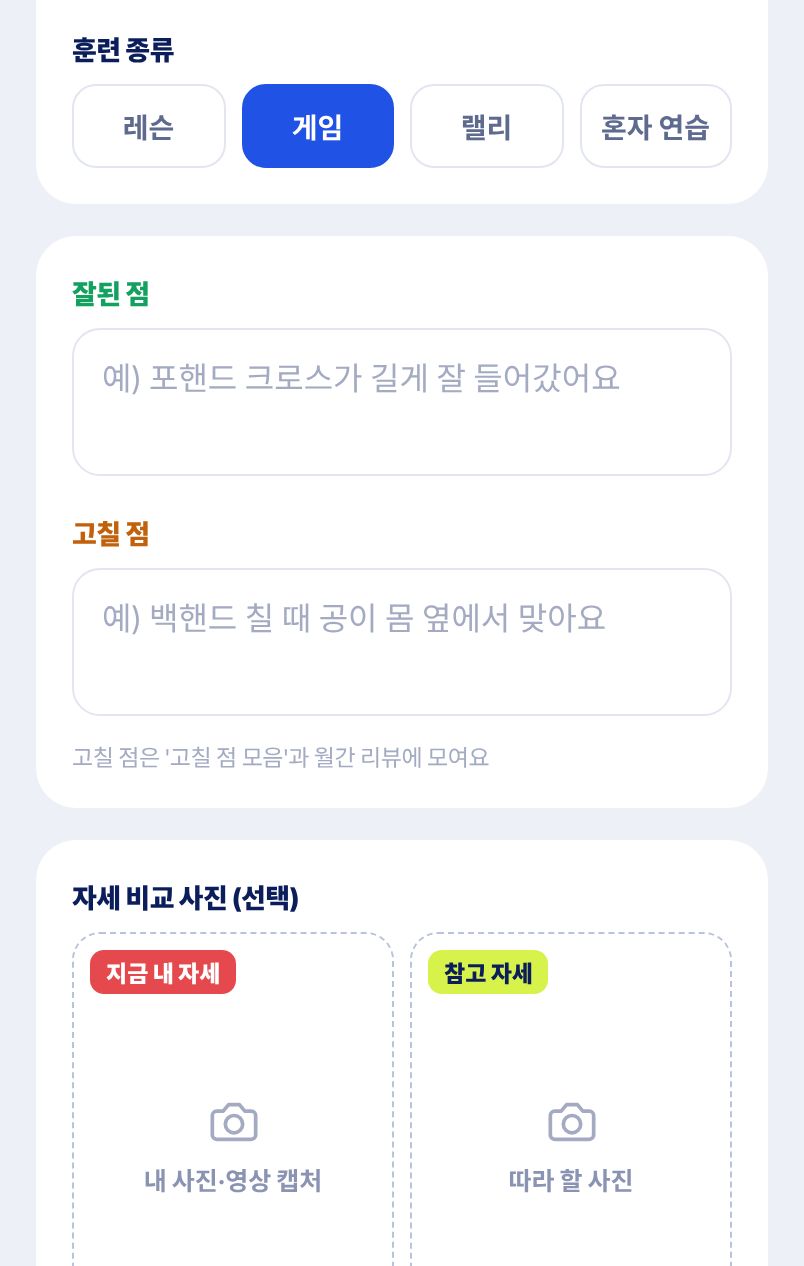 훈련 종류
레슨
게임
랠리
혼자 연습
잘된 점
예) 포핸드 크로스가 길게 잘 들어갔어요
고칠 점
예) 백핸드 칠 때 공이 몸 옆에서 맞아요
고칠 점은 '고칠 점 모음'과 월간 리뷰에 모여요
자세 비교 사진 (선택)
지금 내 자세
참고 자세
내 사진·영상 캡처
따라 할 사진